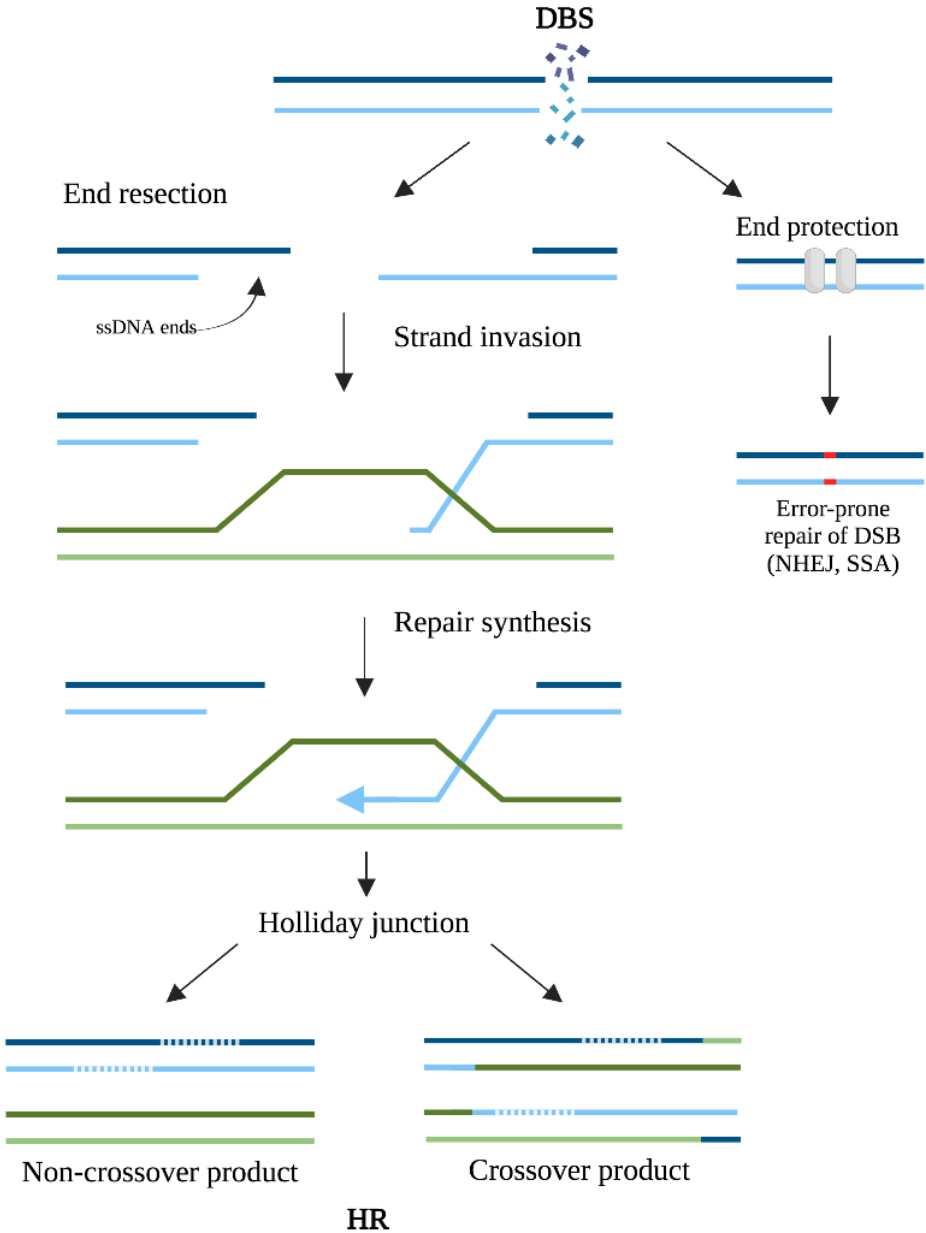 DBS
End resection
End protection
ssDNA ends
Strand invasion
Error-prone
repair of DSB
(NHEJ, SSA)
Repair synthesis
Holliday junction
Non-crossover product
Crossover product
HR